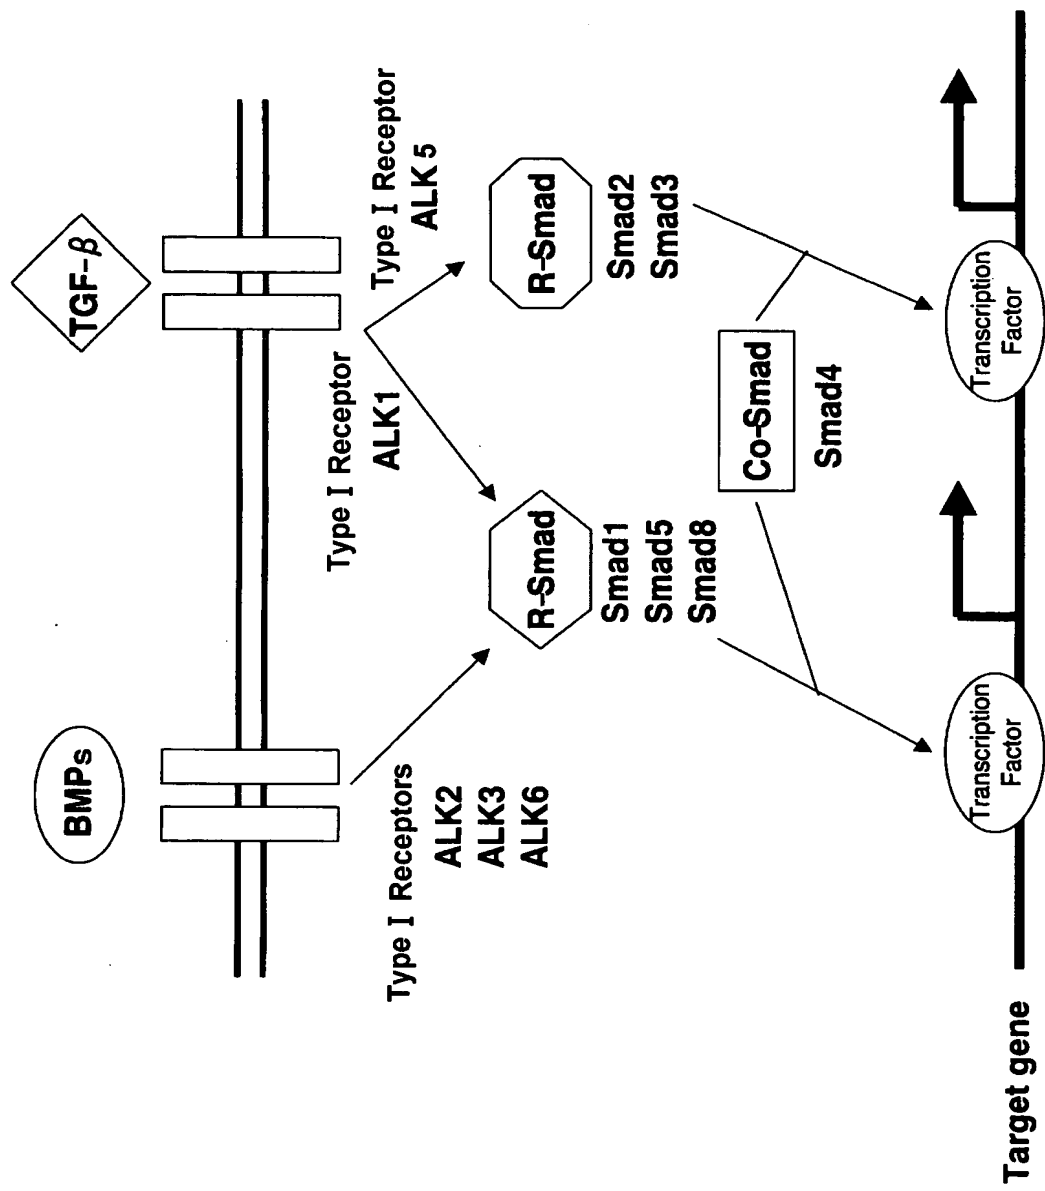 BMPs
TGF-β
Type I Receptors
ALK2
ALK3
ALK6
Type I Receptor
ALK1
Type I Receptor
ALK 5
R-Smad
Smad1
Smad5
Smad8
R-Smad
Smad2
Smad3
Co-Smad
Smad4
Transcription
Factor
Transcription
Factor
Target gene